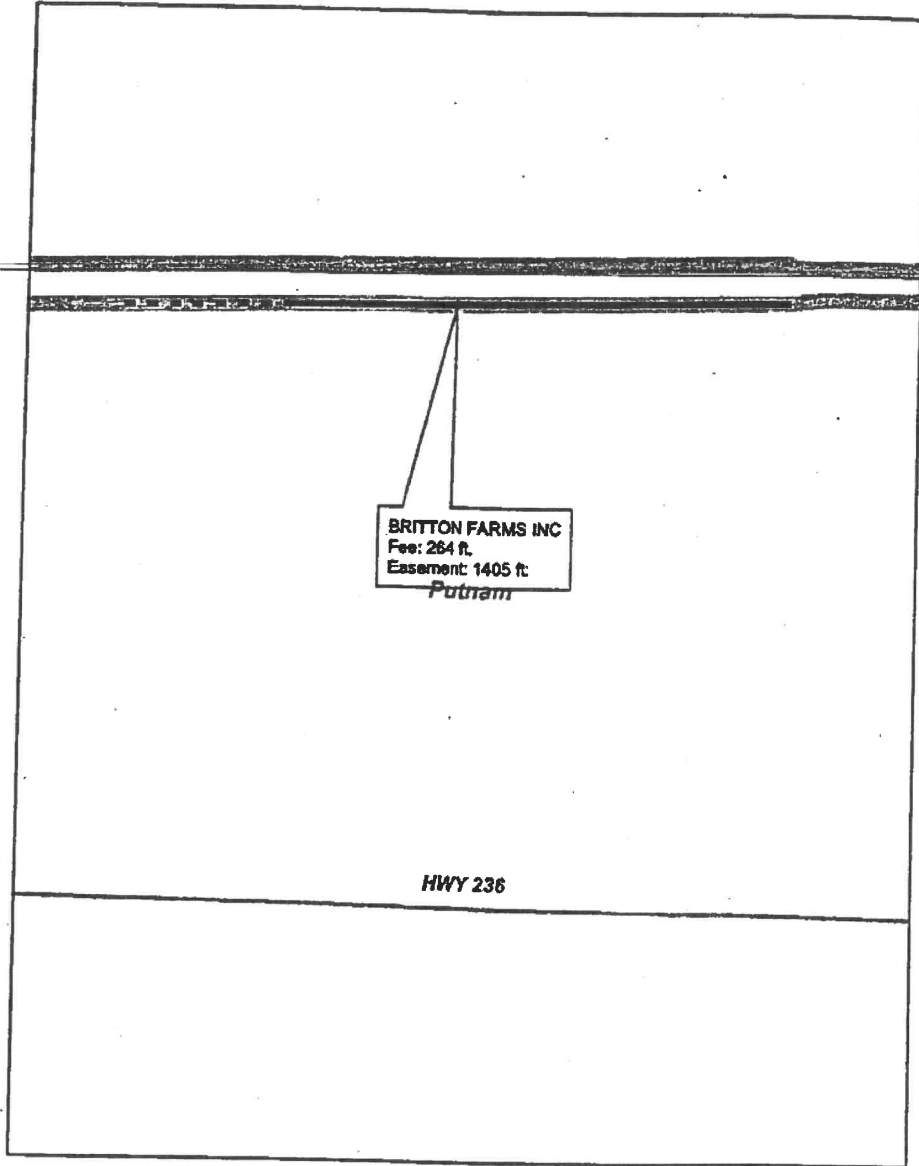 BRITTON FARMS INC
Fee: 264 ft.
Easement: 1405 ft.
Putnam
HWY 236